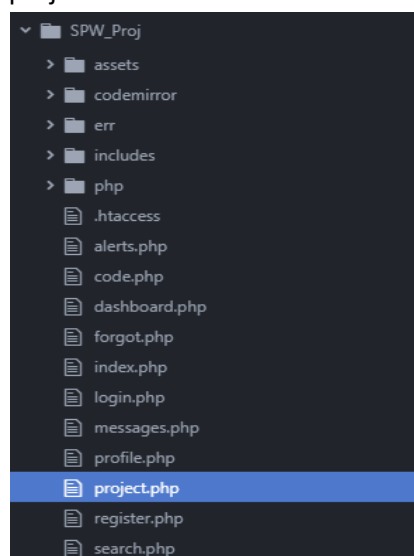 SPW_Proj
assets
codemirror
err
includes
php
.htaccess
alerts.php
code.php
dashboard.php
forgot.php
index.php
login.php
messages.php
profile.php
project.php
register.php
search.php